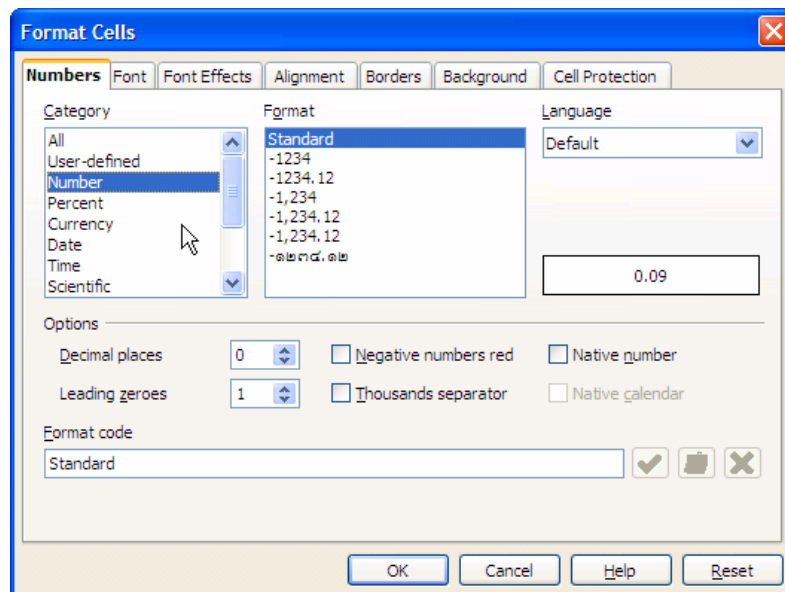 Format Cells
Numbers Font Font Effects Alignment Borders Background Cell Protection
Category
All
User-defined
Number
Percent
Currency
Date
Time
Scientific
Format
Standard
-1234
-1234.12
-1,234
-1,234.12
-1,234.12
-๑๒๓๔.๑๒
Language
Default
0.09
Options
Decimal places 0 Negative numbers red Native number
Leading zeroes 1 Thousands separator Native calendar
Format code
Standard
OK Cancel Help Reset